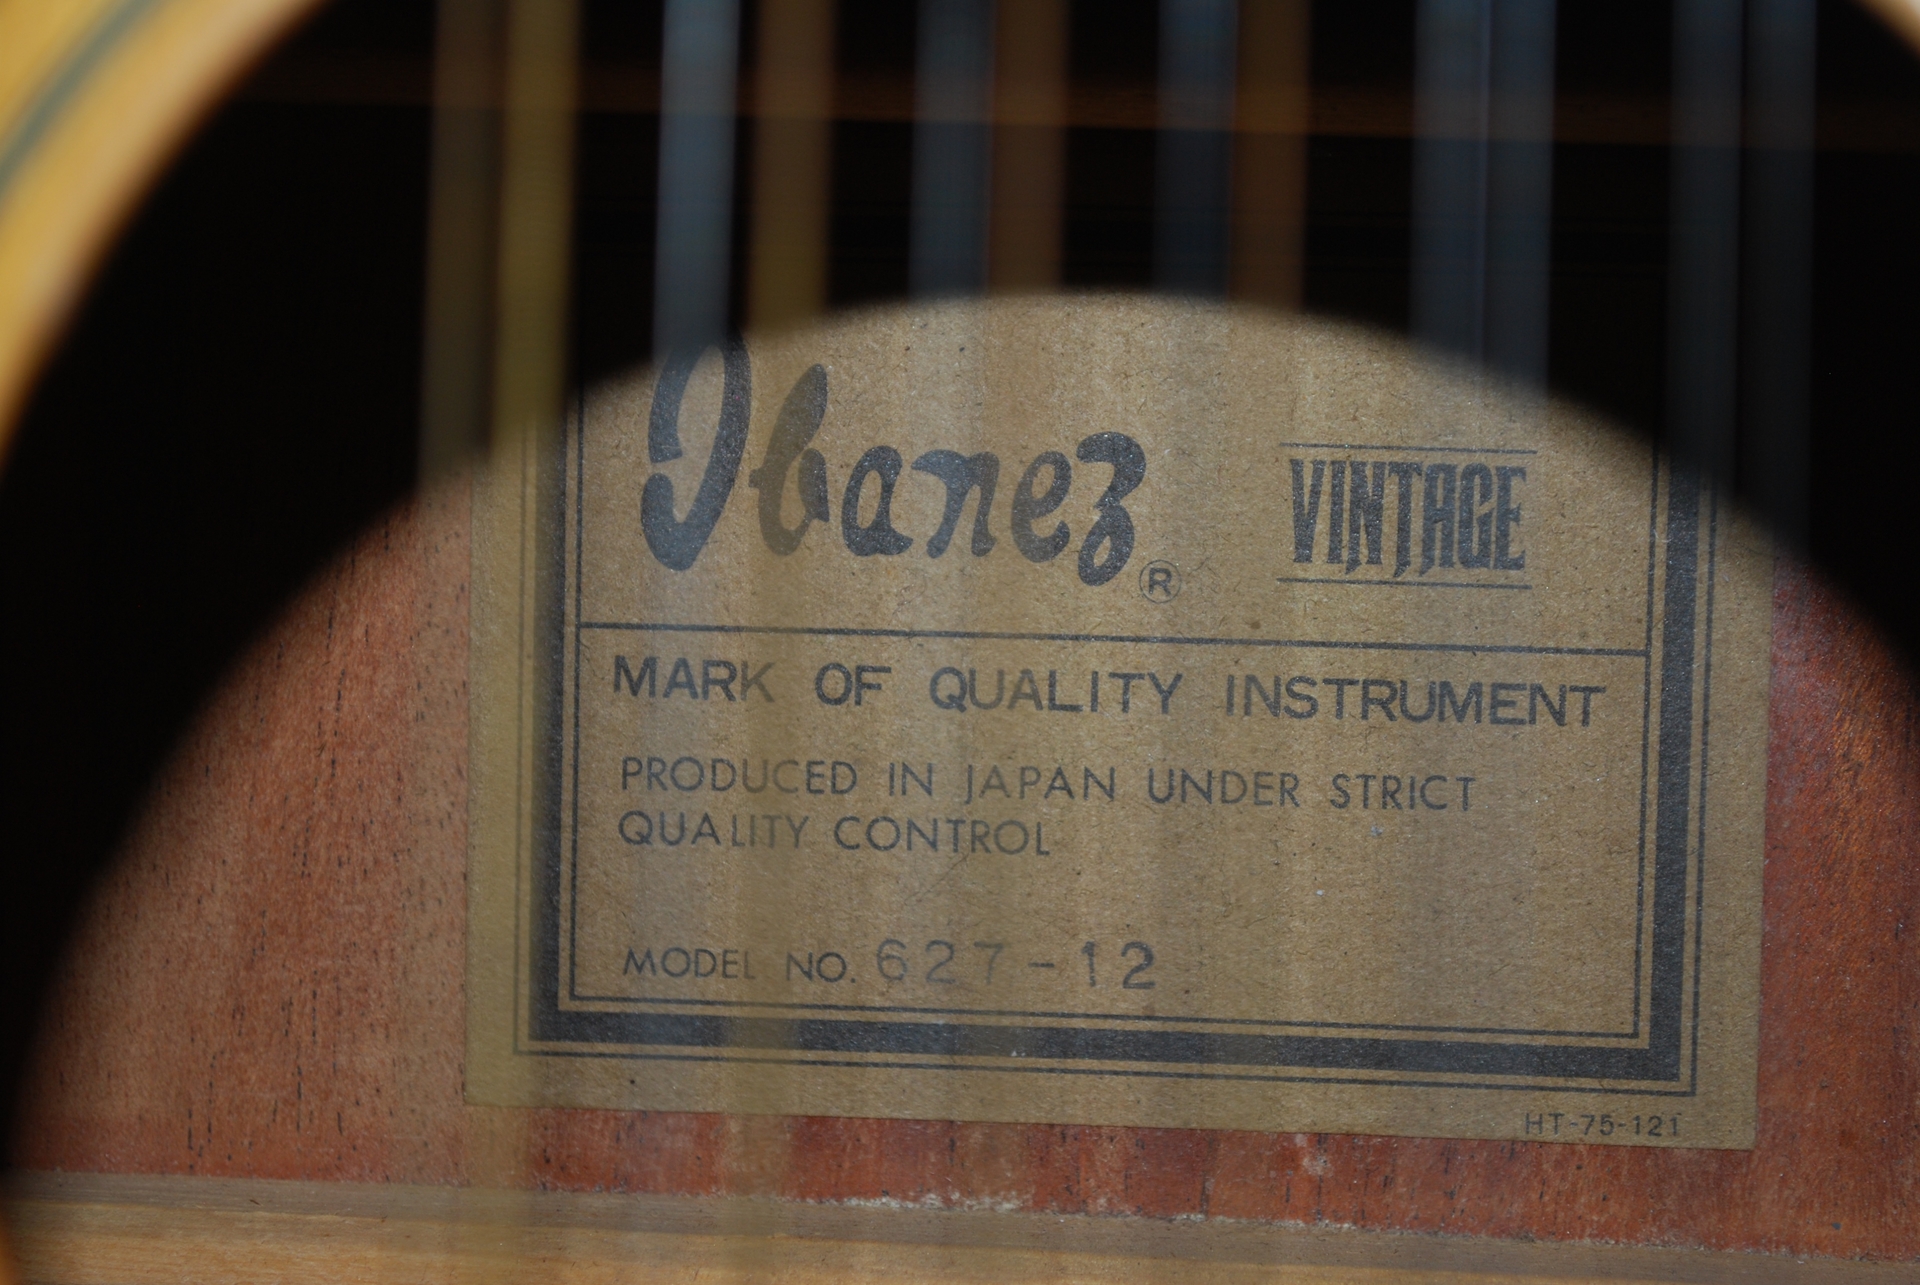 Ibanez ® VINTAGE
MARK OF QUALITY INSTRUMENT
PRODUCED IN JAPAN UNDER STRICT
QUALITY CONTROL
MODEL NO. 627-12
HT-75-121